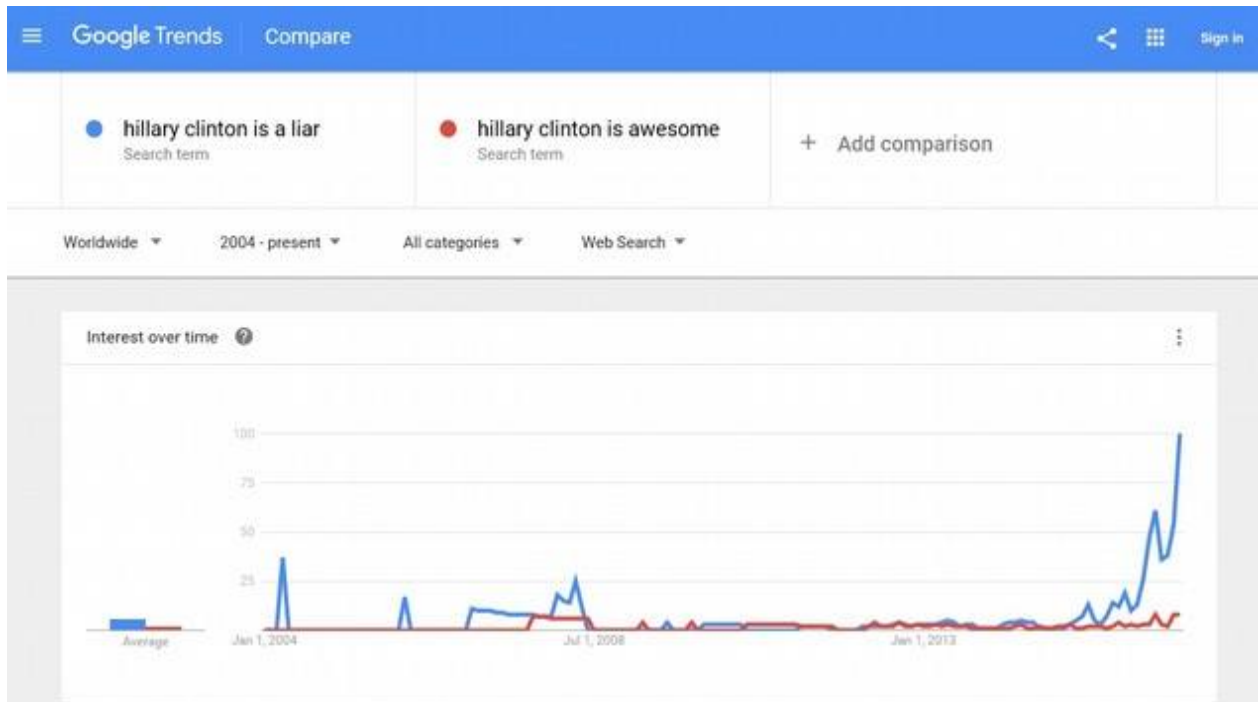 Google Trends Compare Sign in
hillary clinton is a liar
Search term
hillary clinton is awesome
Search term
+ Add comparison
Worldwide 2004 - present All categories Web Search
Interest over time ?
100
75
50
25
Average Jan 1, 2004 Jul 1, 2008 Jan 1, 2013